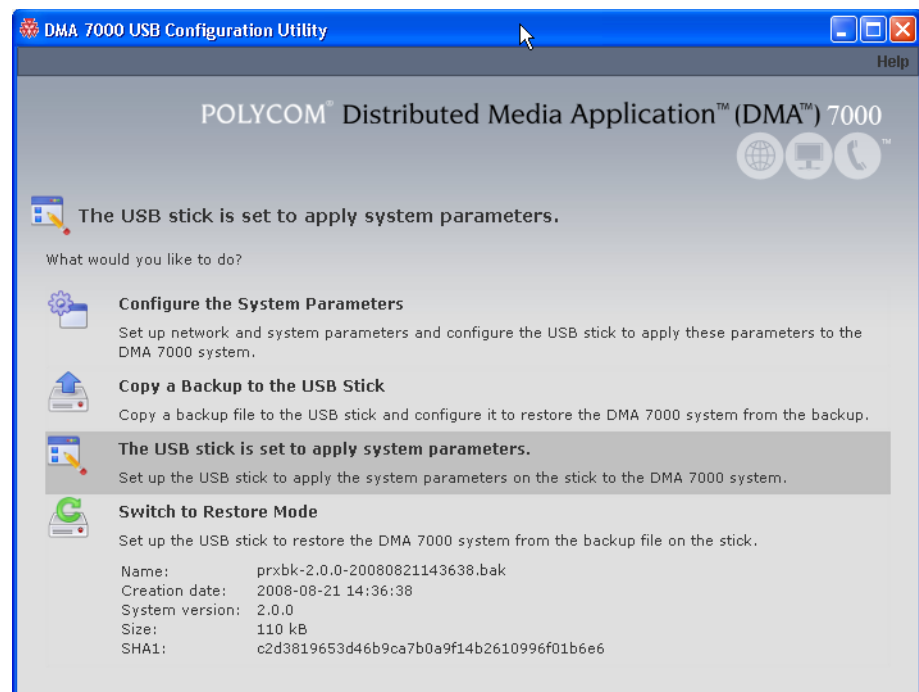 DMA 7000 USB Configuration Utility
Help
POLYCOM® Distributed Media Application™ (DMA™) 7000
™
The USB stick is set to apply system parameters.
What would you like to do?
Configure the System Parameters
Set up network and system parameters and configure the USB stick to apply these parameters to the
DMA 7000 system.
Copy a Backup to the USB Stick
Copy a backup file to the USB stick and configure it to restore the DMA 7000 system from the backup.
The USB stick is set to apply system parameters.
Set up the USB stick to apply the system parameters on the stick to the DMA 7000 system.
Switch to Restore Mode
Set up the USB stick to restore the DMA 7000 system from the backup file on the stick.
Name: prxbk-2.0.0-20080821143638.bak
Creation date: 2008-08-21 14:36:38
System version: 2.0.0
Size: 110 kB
SHA1: c2d3819653d46b9ca7b0a9f14b2610996f01b6e6